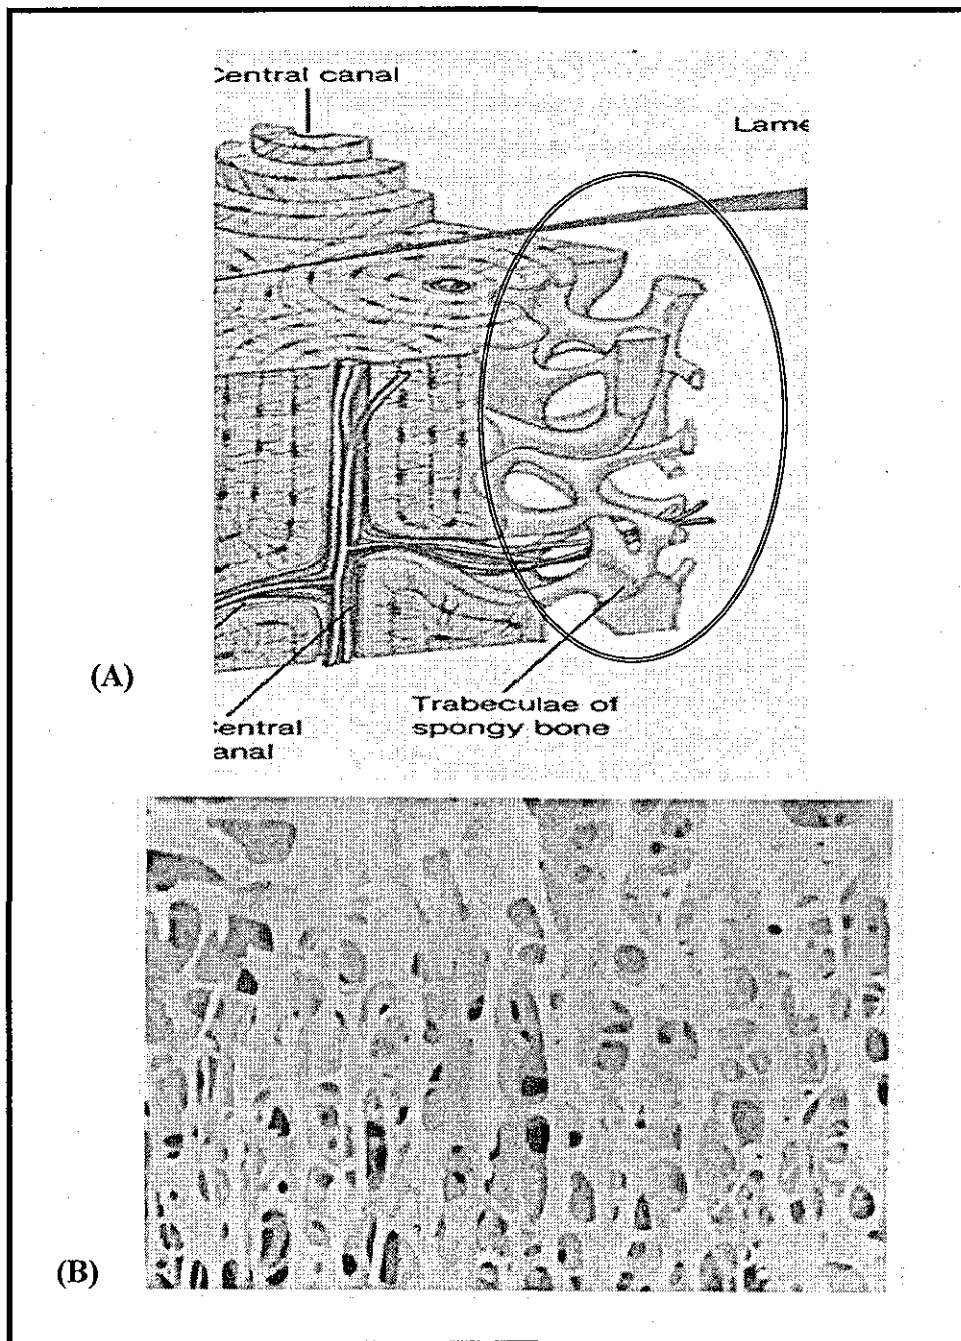 entral canal
Lame
(A)
Trabeculae of
spongy bone
entral
anal
(B)